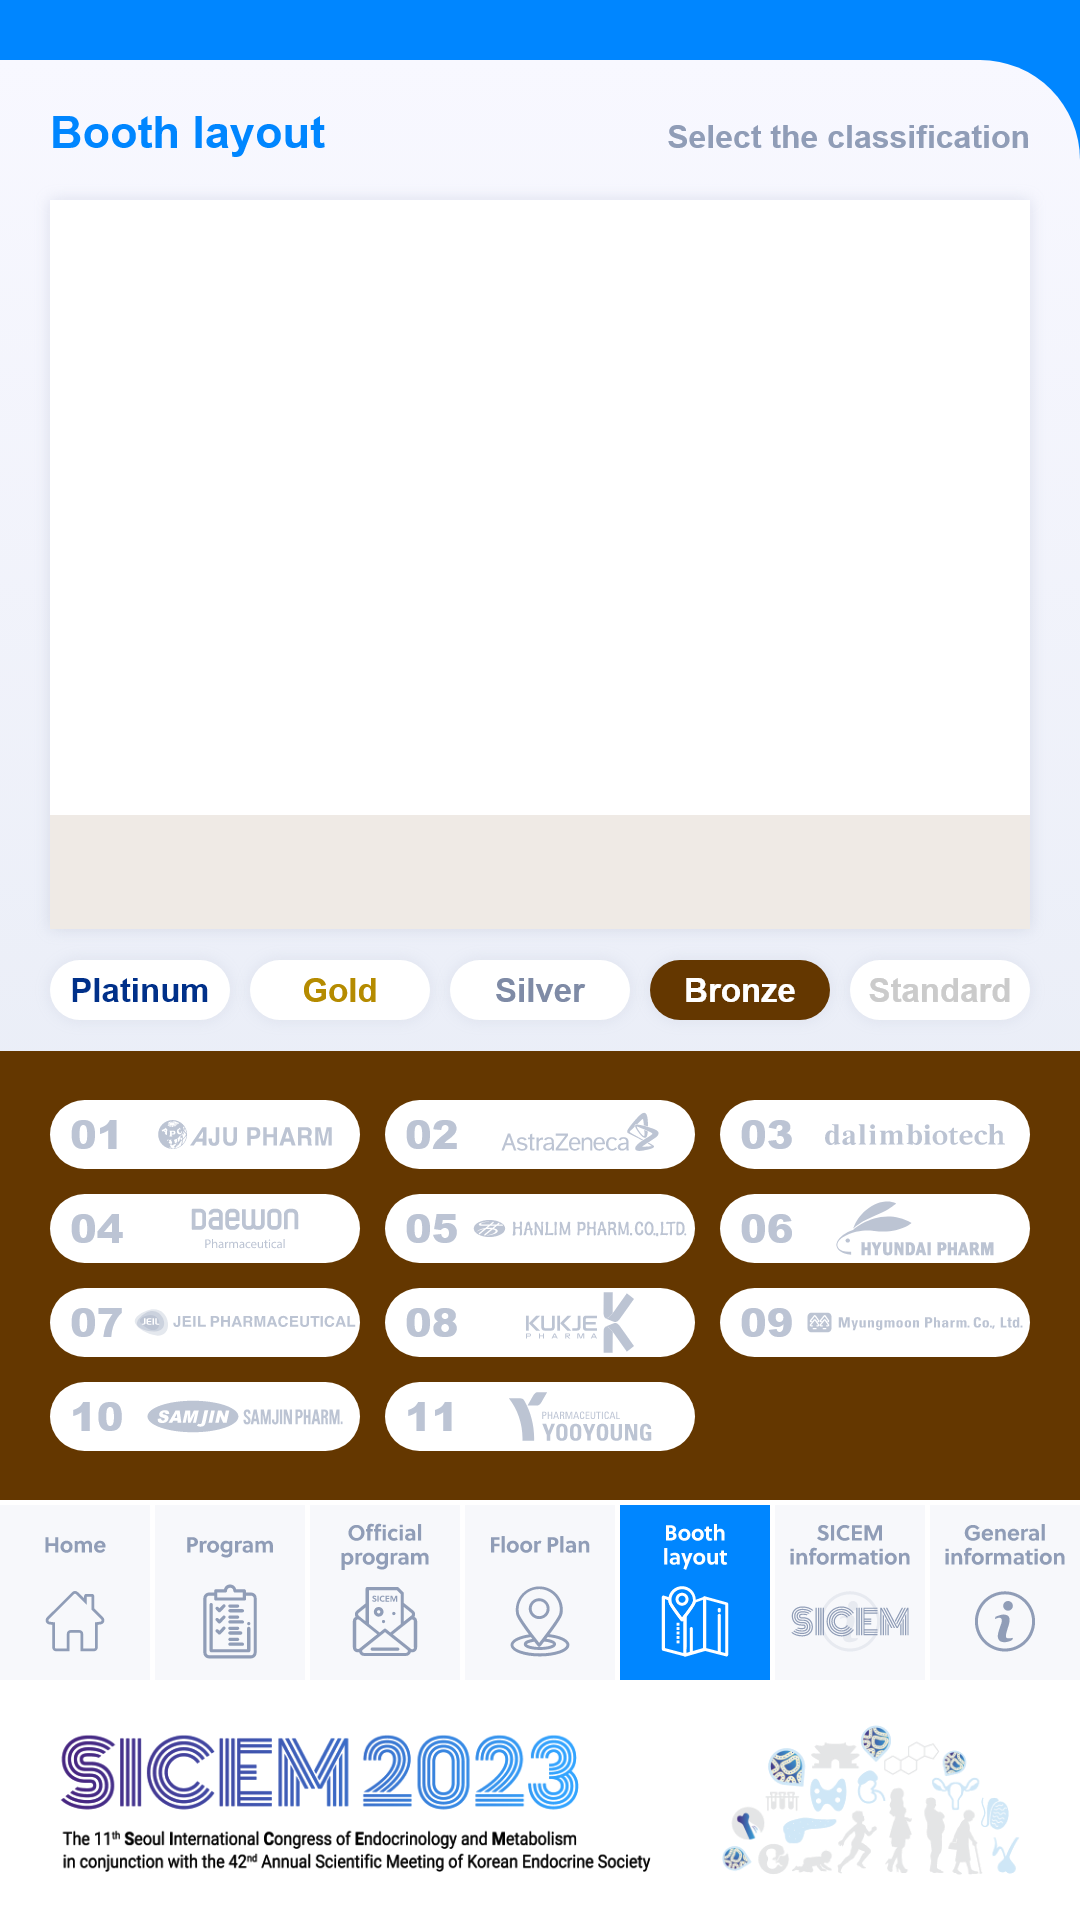 Booth layout
Select the classification
Platinum
Gold
Silver
Bronze
Standard
01 AJU PHARM
02 AstraZeneca
03 dalimbiotech
04 Daewon Pharmaceutical
05 HANLIM PHARM.CO.,LTD.
06 HYUNDAI PHARM
07 JEIL JEIL PHARMACEUTICAL
08 KUKJE PHARMA
09 Myungmoon Pharm. Co., Ltd.
10 SAMJIN SAMJIN PHARM.
11 PHARMACEUTICAL YOOYOUNG
Home
Program
Official
program
SICEM
Floor Plan
Booth
layout
SICEM
information
SICEM
General
information
SICEM 2023
The 11th Seoul International Congress of Endocrinology and Metabolism
in conjunction with the 42nd Annual Scientific Meeting of Korean Endocrine Society